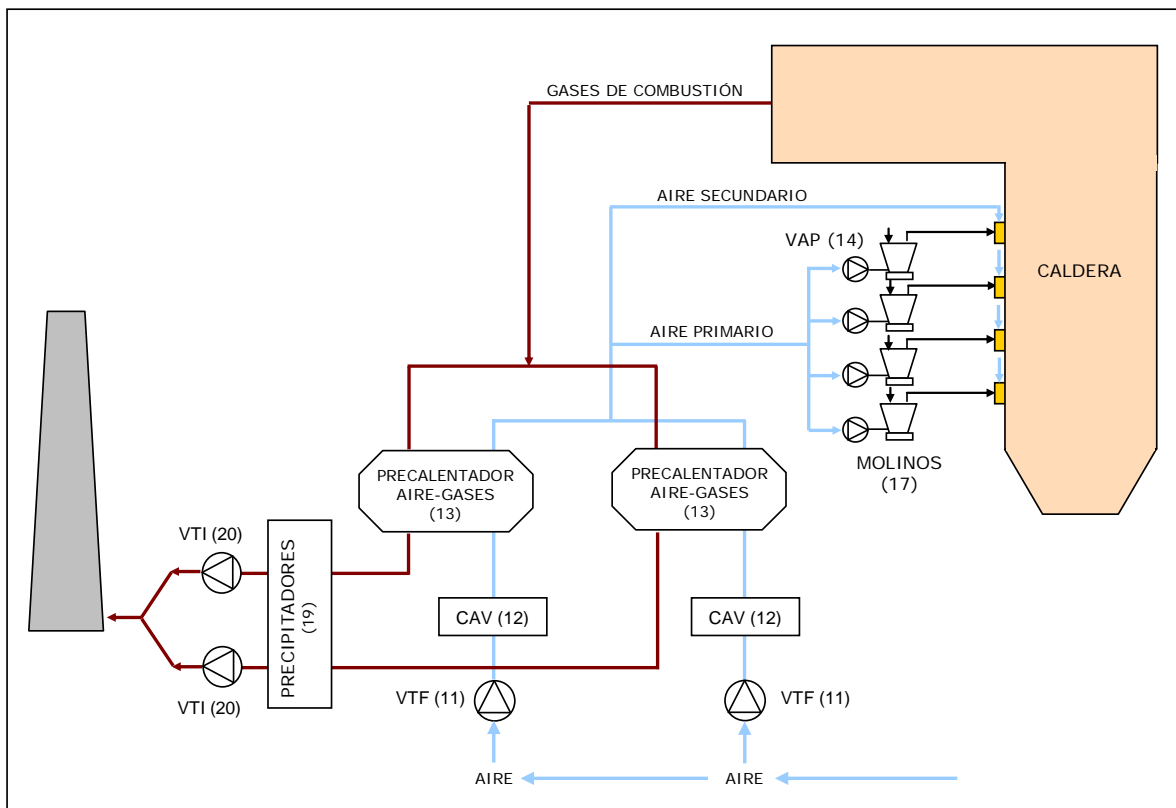 GASES DE COMBUSTIÓN
AIRE SECUNDARIO
VAP (14)
CALDERA
AIRE PRIMARIO
MOLINOS
(17)
PRECALENTADOR
AIRE-GASES
(13)
PRECALENTADOR
AIRE-GASES
(13)
VTI (20)
PRECIPITADORES
(19)
CAV (12)
CAV (12)
VTI (20)
VTF (11)
VTF (11)
AIRE
AIRE